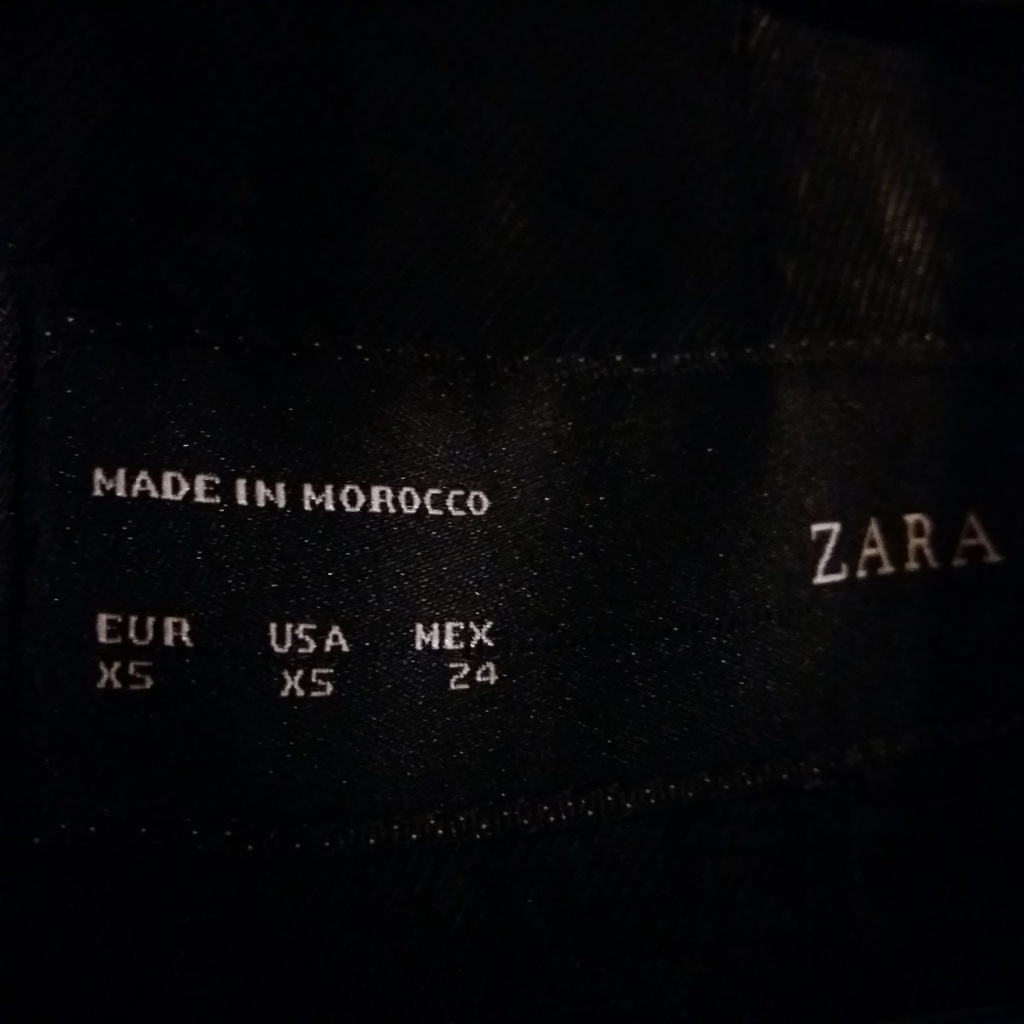 MADE IN MOROCCO
ZARA
EUR USA MEX
XS XS 24